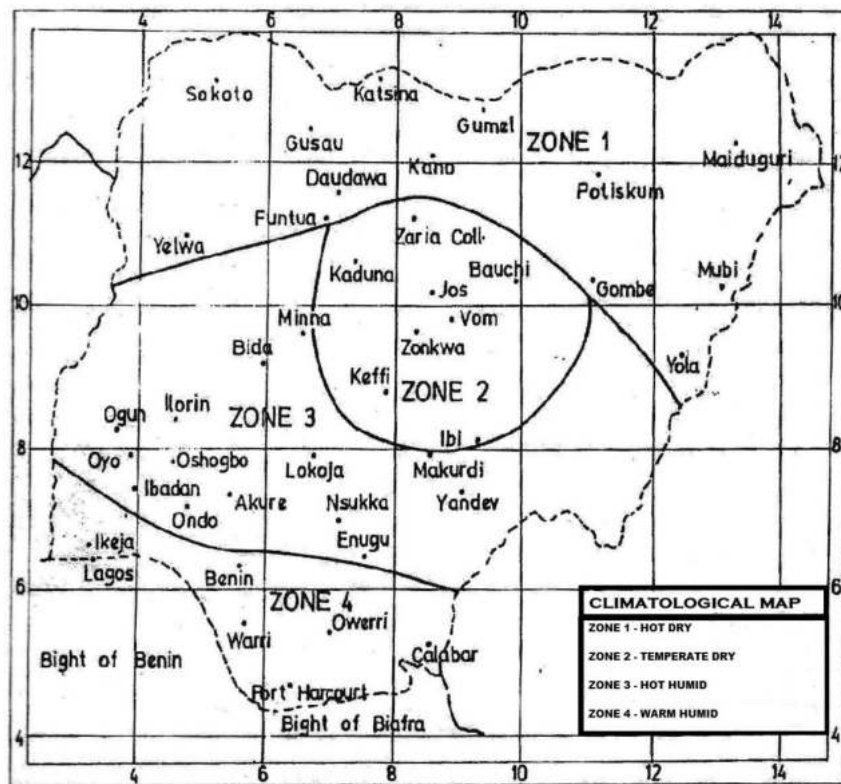 4 6 8 10 12 14
Sokoto
Katsina
Gumel
Gusau
ZONE 1
Kano
Maiduguri
12 12
Daudawa
Potiskum
Funtua
Zaria Coll.
Yelwa
Bauchi
Kaduna
Mubi
Jos
Gombe
10 10
Minna
Vom
Zonkwa
Bida
Yola
Keffi
ZONE 2
Ilorin
ZONE 3
Ogun
Ibi
8 8
Oyo
Oshogbo
Lokoja
Makurdi
Ibadan
Akure
Nsukka
Yandev
Ondo
Enugu
Ikeja
Lagos
6 6
Benin
ZONE 4
Owerri
Warri
Calabar
Bight of Benin
Port Harcourt
Bight of Biafra
4 4
4 6 8 10 12 14
CLIMATOLOGICAL MAP
ZONE 1 - HOT DRY
ZONE 2 - TEMPERATE DRY
ZONE 3 - HOT HUMID
ZONE 4 - WARM HUMID